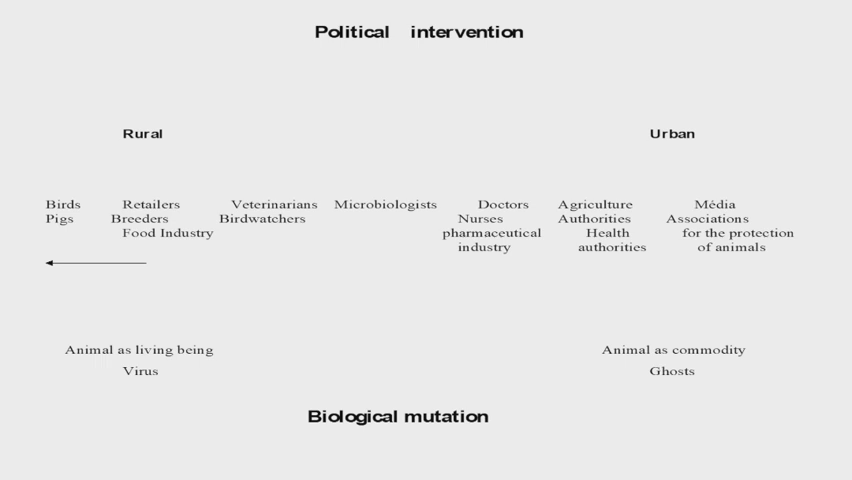 Political intervention
Rural Urban
Birds Retailers Veterinarians Microbiologists Doctors Agriculture Média
Pigs Breeders Birdwatchers Nurses Authorities Associations
Food Industry pharmaceutical Health for the protection
industry authorities of animals
Animal as living being Animal as commodity
Virus Ghosts
Biological mutation